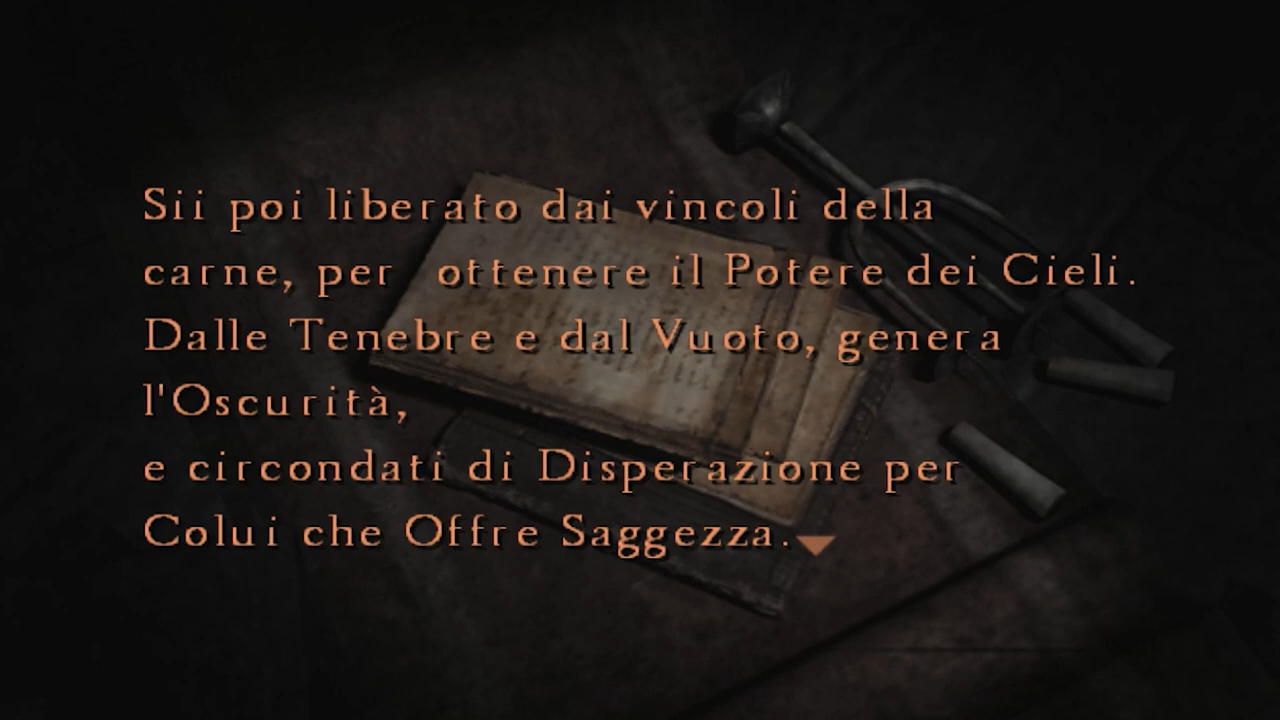 Sii poi liberato dai vincoli della
carne, per  ottenere il Potere dei Cieli.
Dalle Tenebre e dal Vuoto, genera
l'Oscurità,
e circondati di Disperazione per
Colui che Offre Saggezza.